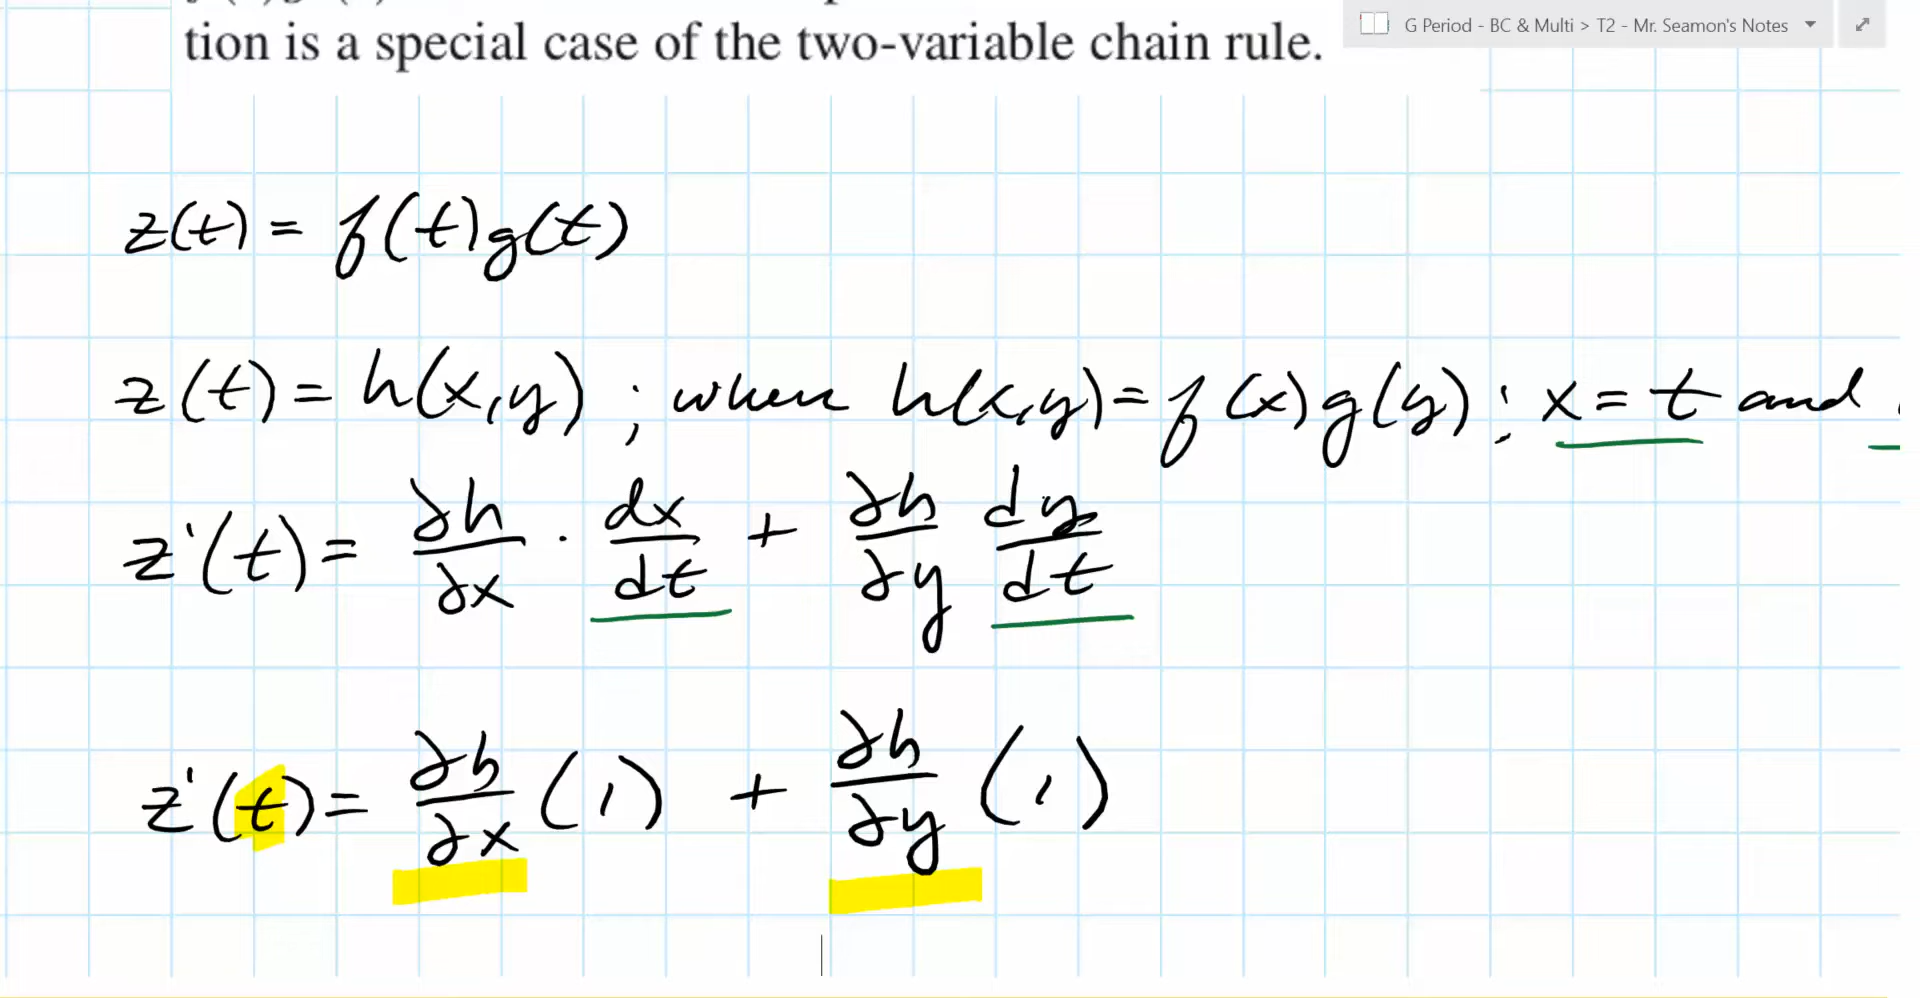 G Period - BC & Multi > T2 - Mr. Seamon's Notes
tion is a special case of the two-variable chain rule.
z(t) = f(t)g(t)
z(t) = h(x,y) ; when h(x,y) = f(x)g(y) ; x = t and
z'(t) = ∂h/∂x · dx/dt + ∂h/∂y dy/dt
z'(t) = ∂h/∂x (1) + ∂h/∂y (1)